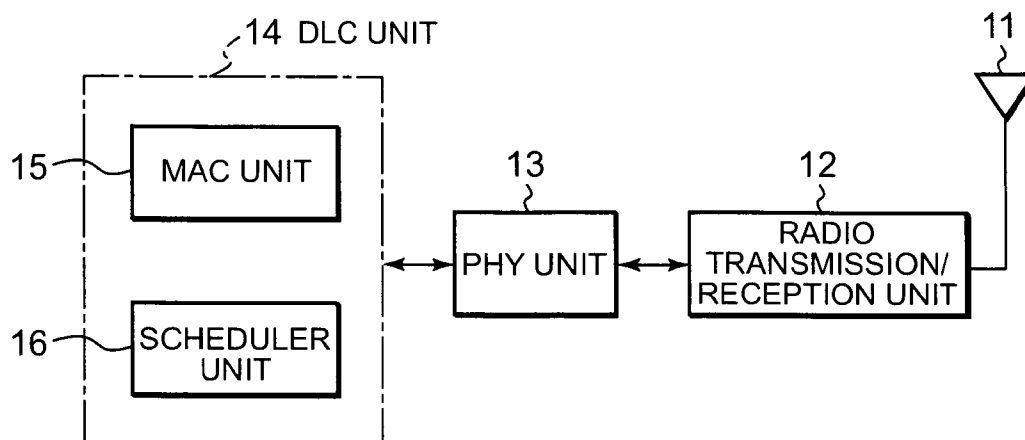 14 DLC UNIT
11
15
MAC UNIT
13
12
PHY UNIT
RADIO
TRANSMISSION/
RECEPTION UNIT
16
SCHEDULER
UNIT